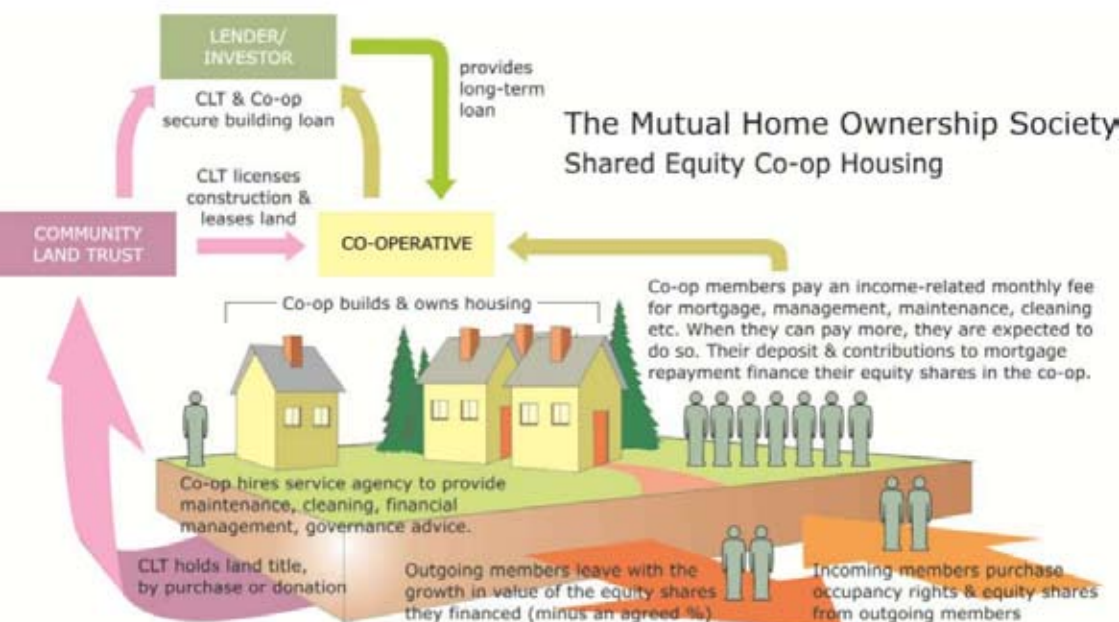 LENDER/
INVESTOR
provides
long-term
loan
CLT & Co-op
secure building loan
The Mutual Home Ownership Society
Shared Equity Co-op Housing
CLT licenses
construction &
leases land
COMMUNITY
LAND TRUST
CO-OPERATIVE
Co-op builds & owns housing
Co-op members pay an income-related monthly fee
for mortgage, management, maintenance, cleaning
etc. When they can pay more, they are expected to
do so. Their deposit & contributions to mortgage
repayment finance their equity shares in the co-op.
Co-op hires service agency to provide
maintenance, cleaning, financial
management, governance advice.
CLT holds land title,
by purchase or donation
Outgoing members leave with the
growth in value of the equity shares
they financed (minus an agreed %)
Incoming members purchase
occupancy rights & equity shares
from outgoing members